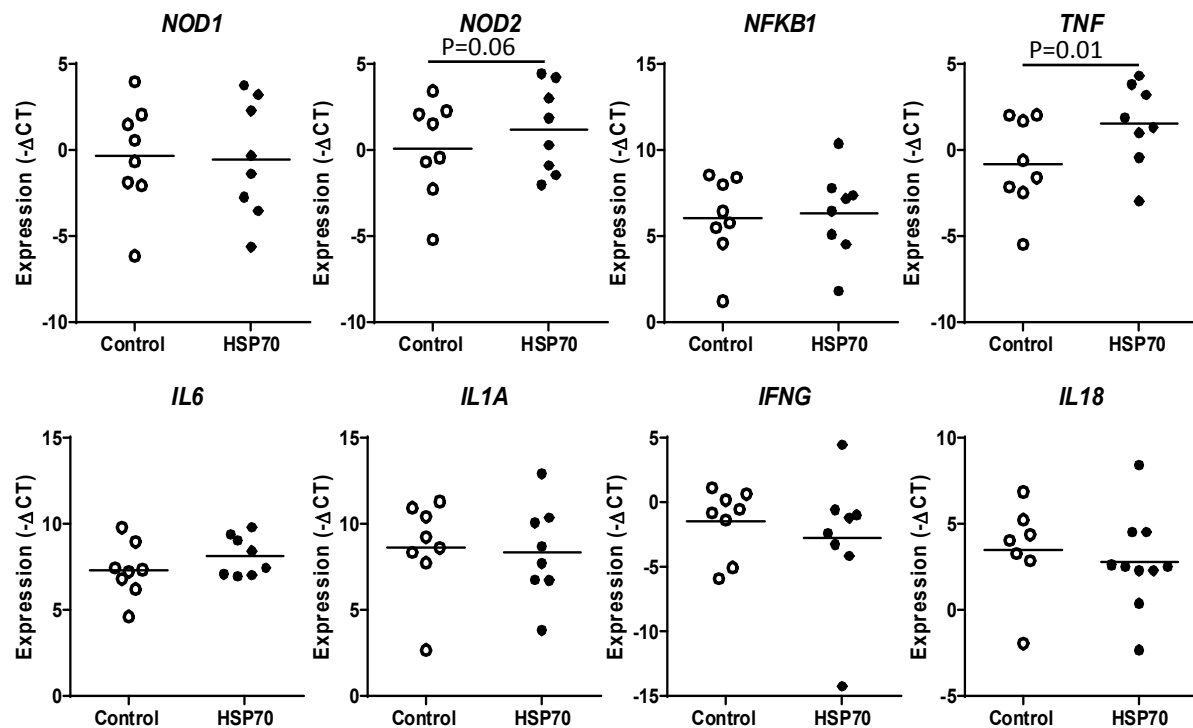 NOD1
NOD2
NFKB1
TNF
P=0.06
P=0.01
5
0
-5
-10
Expression (-ΔCT)
Control
HSP70
5
0
-5
-10
Expression (-ΔCT)
Control
HSP70
15
10
5
0
Expression (-ΔCT)
Control
HSP70
5
0
-5
-10
Expression (-ΔCT)
Control
HSP70
IL6
IL1A
IFNG
IL18
15
10
5
0
Expression (-ΔCT)
Control
HSP70
15
10
5
0
Expression (-ΔCT)
Control
HSP70
5
0
-5
-10
-15
Expression (-ΔCT)
Control
HSP70
10
5
0
-5
Expression (-ΔCT)
Control
HSP70